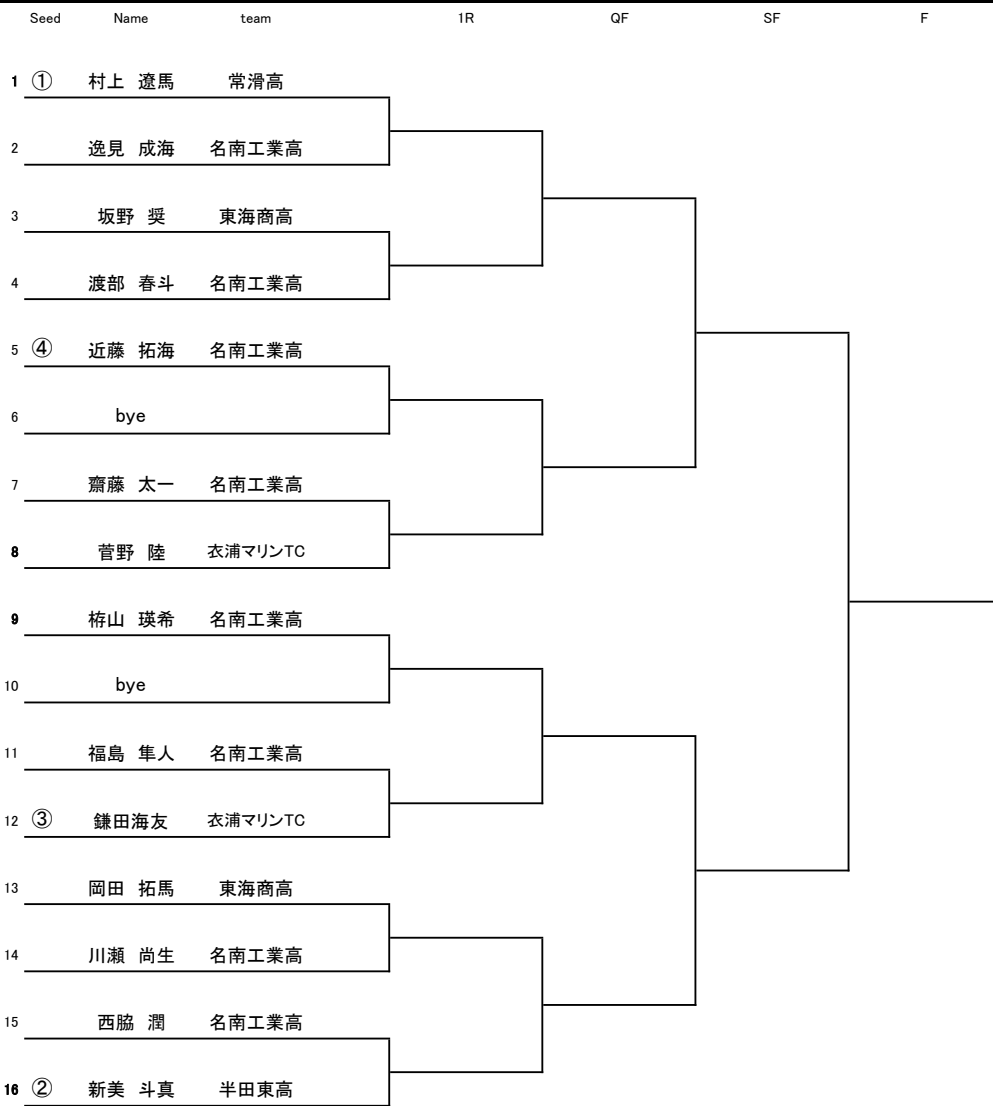 Seed Name team 1R QF SF F
1 ① 村上 遼馬 常滑高
2 逸見 成海 名南工業高
3 坂野 奨 東海商高
4 渡部 春斗 名南工業高
5 ④ 近藤 拓海 名南工業高
6 bye
7 齋藤 太一 名南工業高
8 菅野 陸 衣浦マリンTC
9 栫山 瑛希 名南工業高
10 bye
11 福島 隼人 名南工業高
12 ③ 鎌田海友 衣浦マリンTC
13 岡田 拓馬 東海商高
14 川瀬 尚生 名南工業高
15 西脇 潤 名南工業高
16 ② 新美 斗真 半田東高